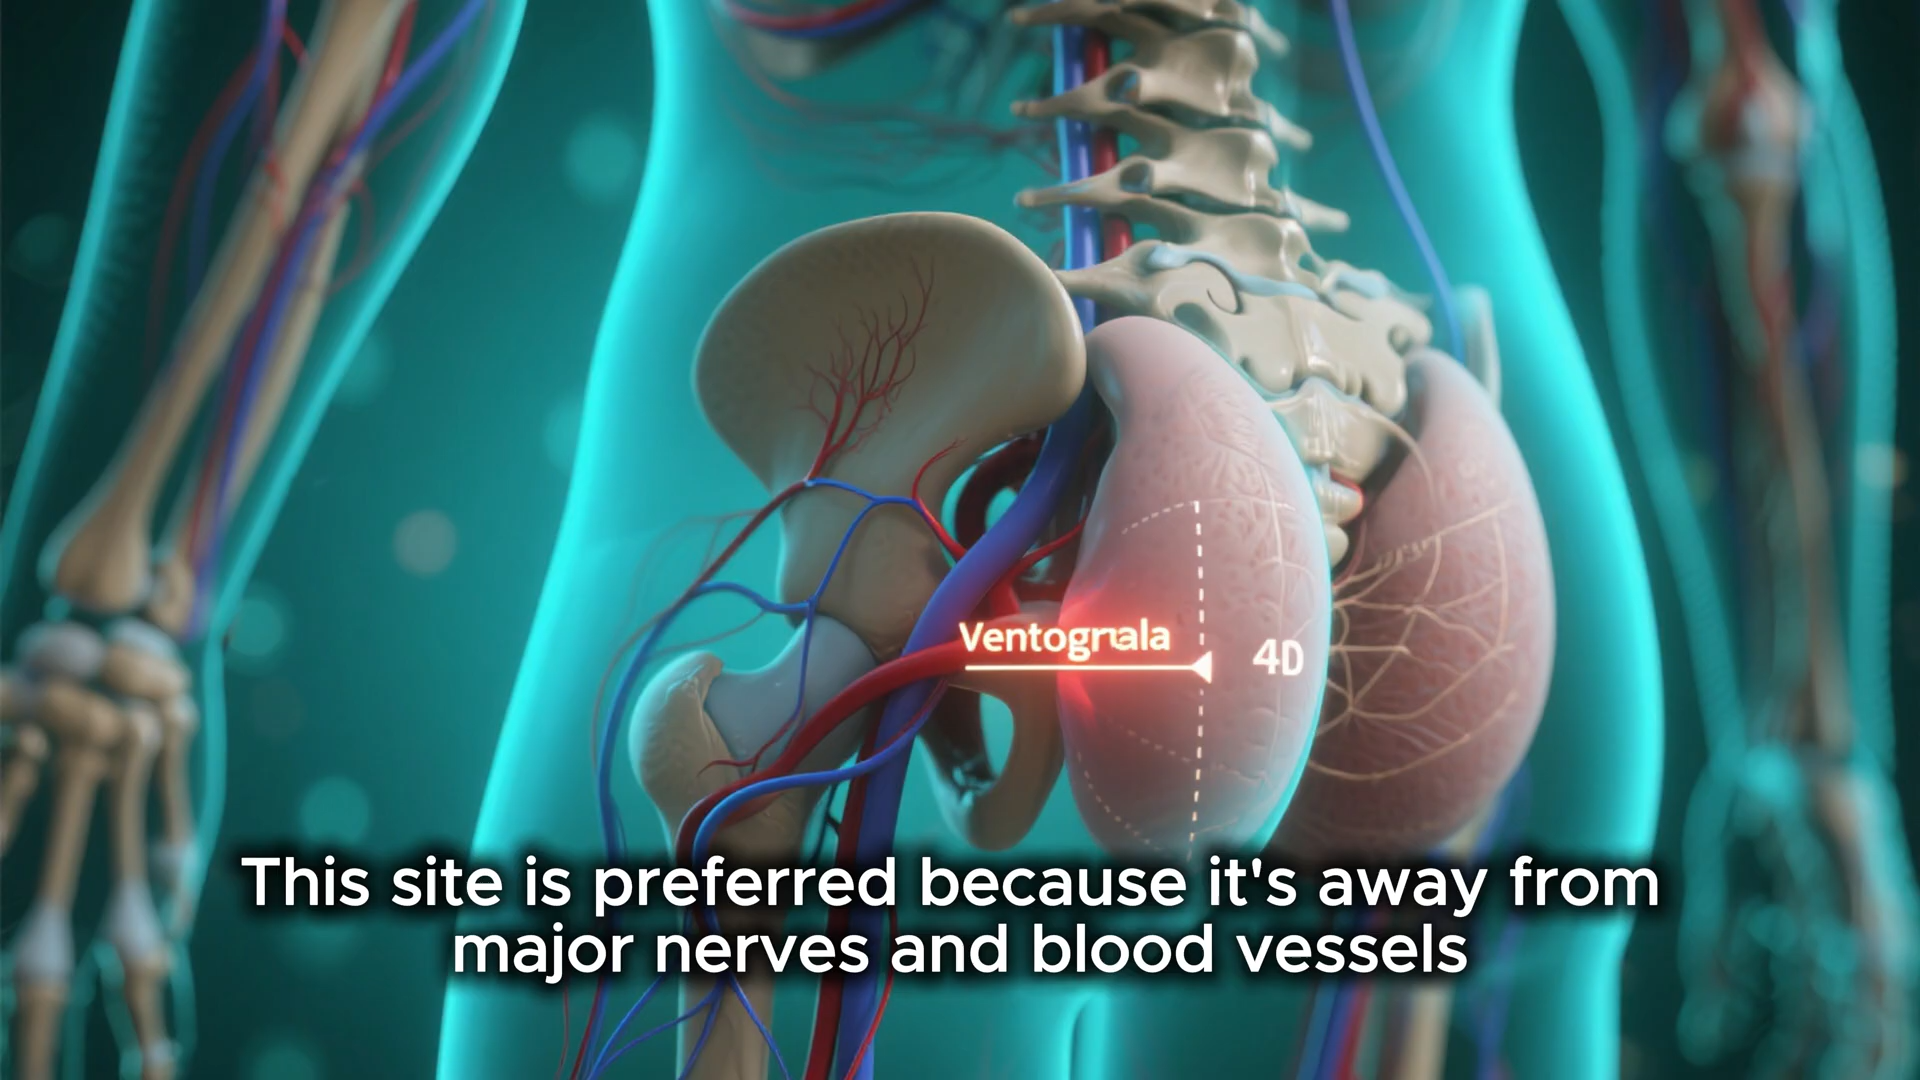 Ventogrnala
4D
This site is preferred because it's away from
major nerves and blood vessels